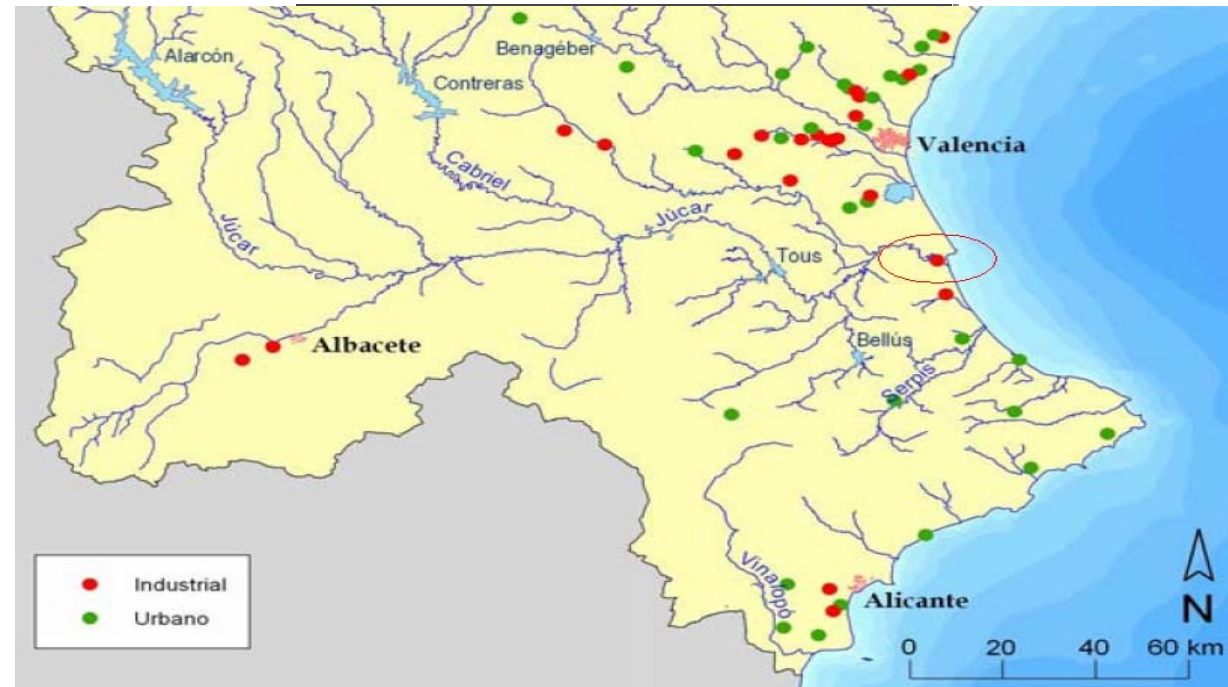 Alarcón
Benagéber
Contreras
Valencia
Cabriel
Júcar
Júcar
Tous
Albacete
Bellús
Serpis
Vinalopó
Alicante
Industrial
Urbano
N
0 20 40 60 km